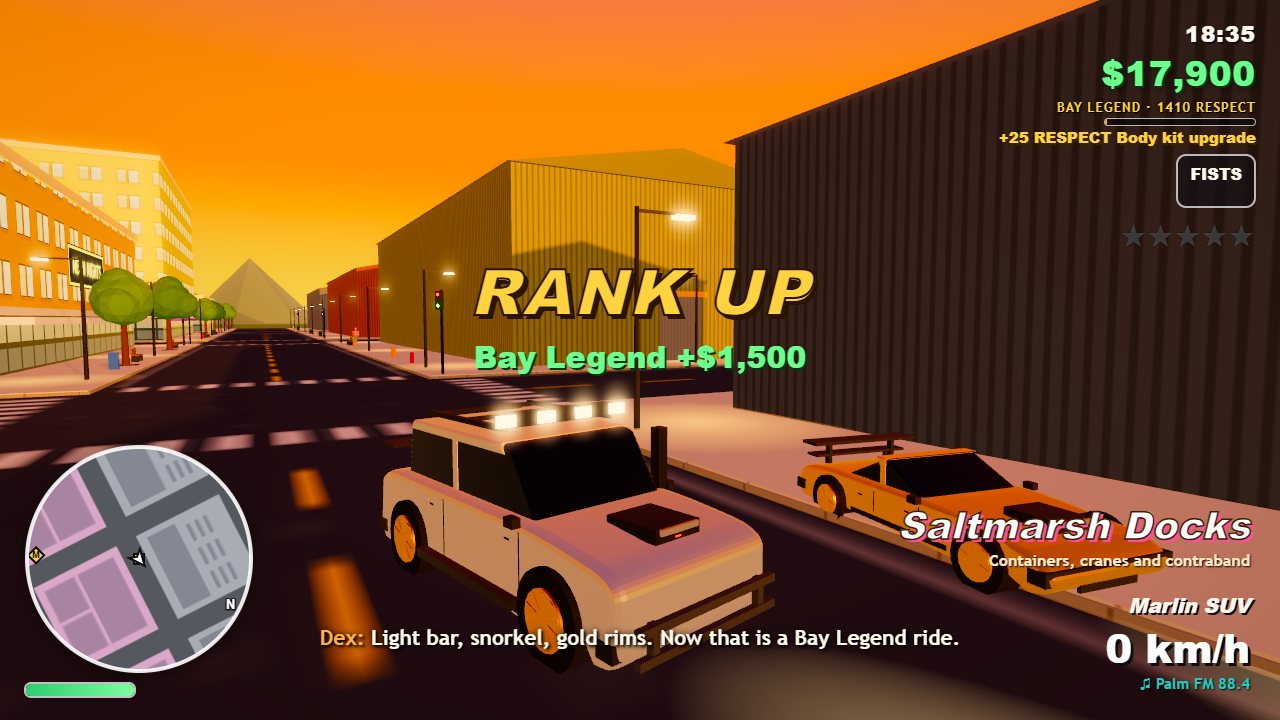 18:35
$17,900
BAY LEGEND · 1410 RESPECT
+25 RESPECT Body kit upgrade
FISTS
RANK UP
Bay Legend +$1,500
Saltmarsh Docks
Containers, cranes and contraband
M
N
Marlin SUV
Dex: Light bar, snorkel, gold rims. Now that is a Bay Legend ride.
0 km/h
♫ Palm FM 88.4